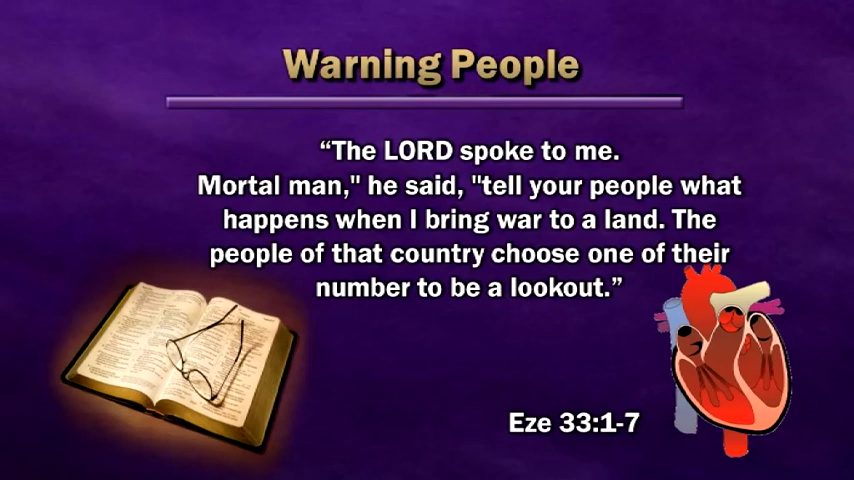 Warning People
“The LORD spoke to me.
Mortal man," he said, "tell your people what
happens when I bring war to a land. The
people of that country choose one of their
number to be a lookout.”
Eze 33:1-7